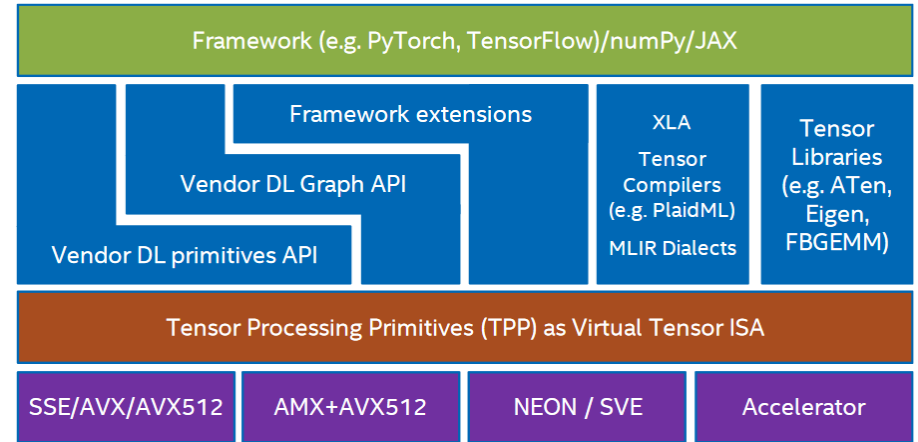 Framework (e.g. PyTorch, TensorFlow)/numPy/JAX
Framework extensions
Vendor DL Graph API
Vendor DL primitives API
XLA
Tensor
Compilers
(e.g. PlaidML)
MLIR Dialects
Tensor
Libraries
(e.g. ATen,
Eigen,
FBGEMM)
Tensor Processing Primitives (TPP) as Virtual Tensor ISA
SSE/AVX/AVX512
AMX+AVX512
NEON / SVE
Accelerator